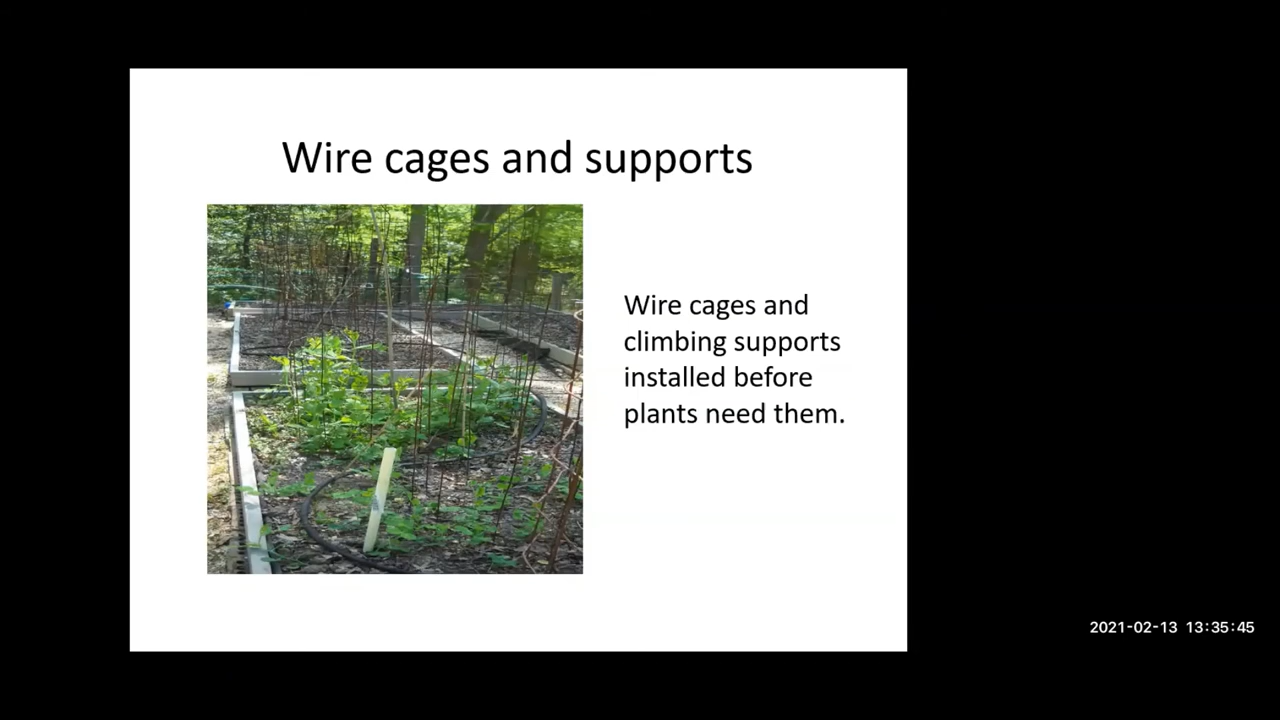 Wire cages and supports
Wire cages and
climbing supports
installed before
plants need them.
2021-02-13 13:35:45